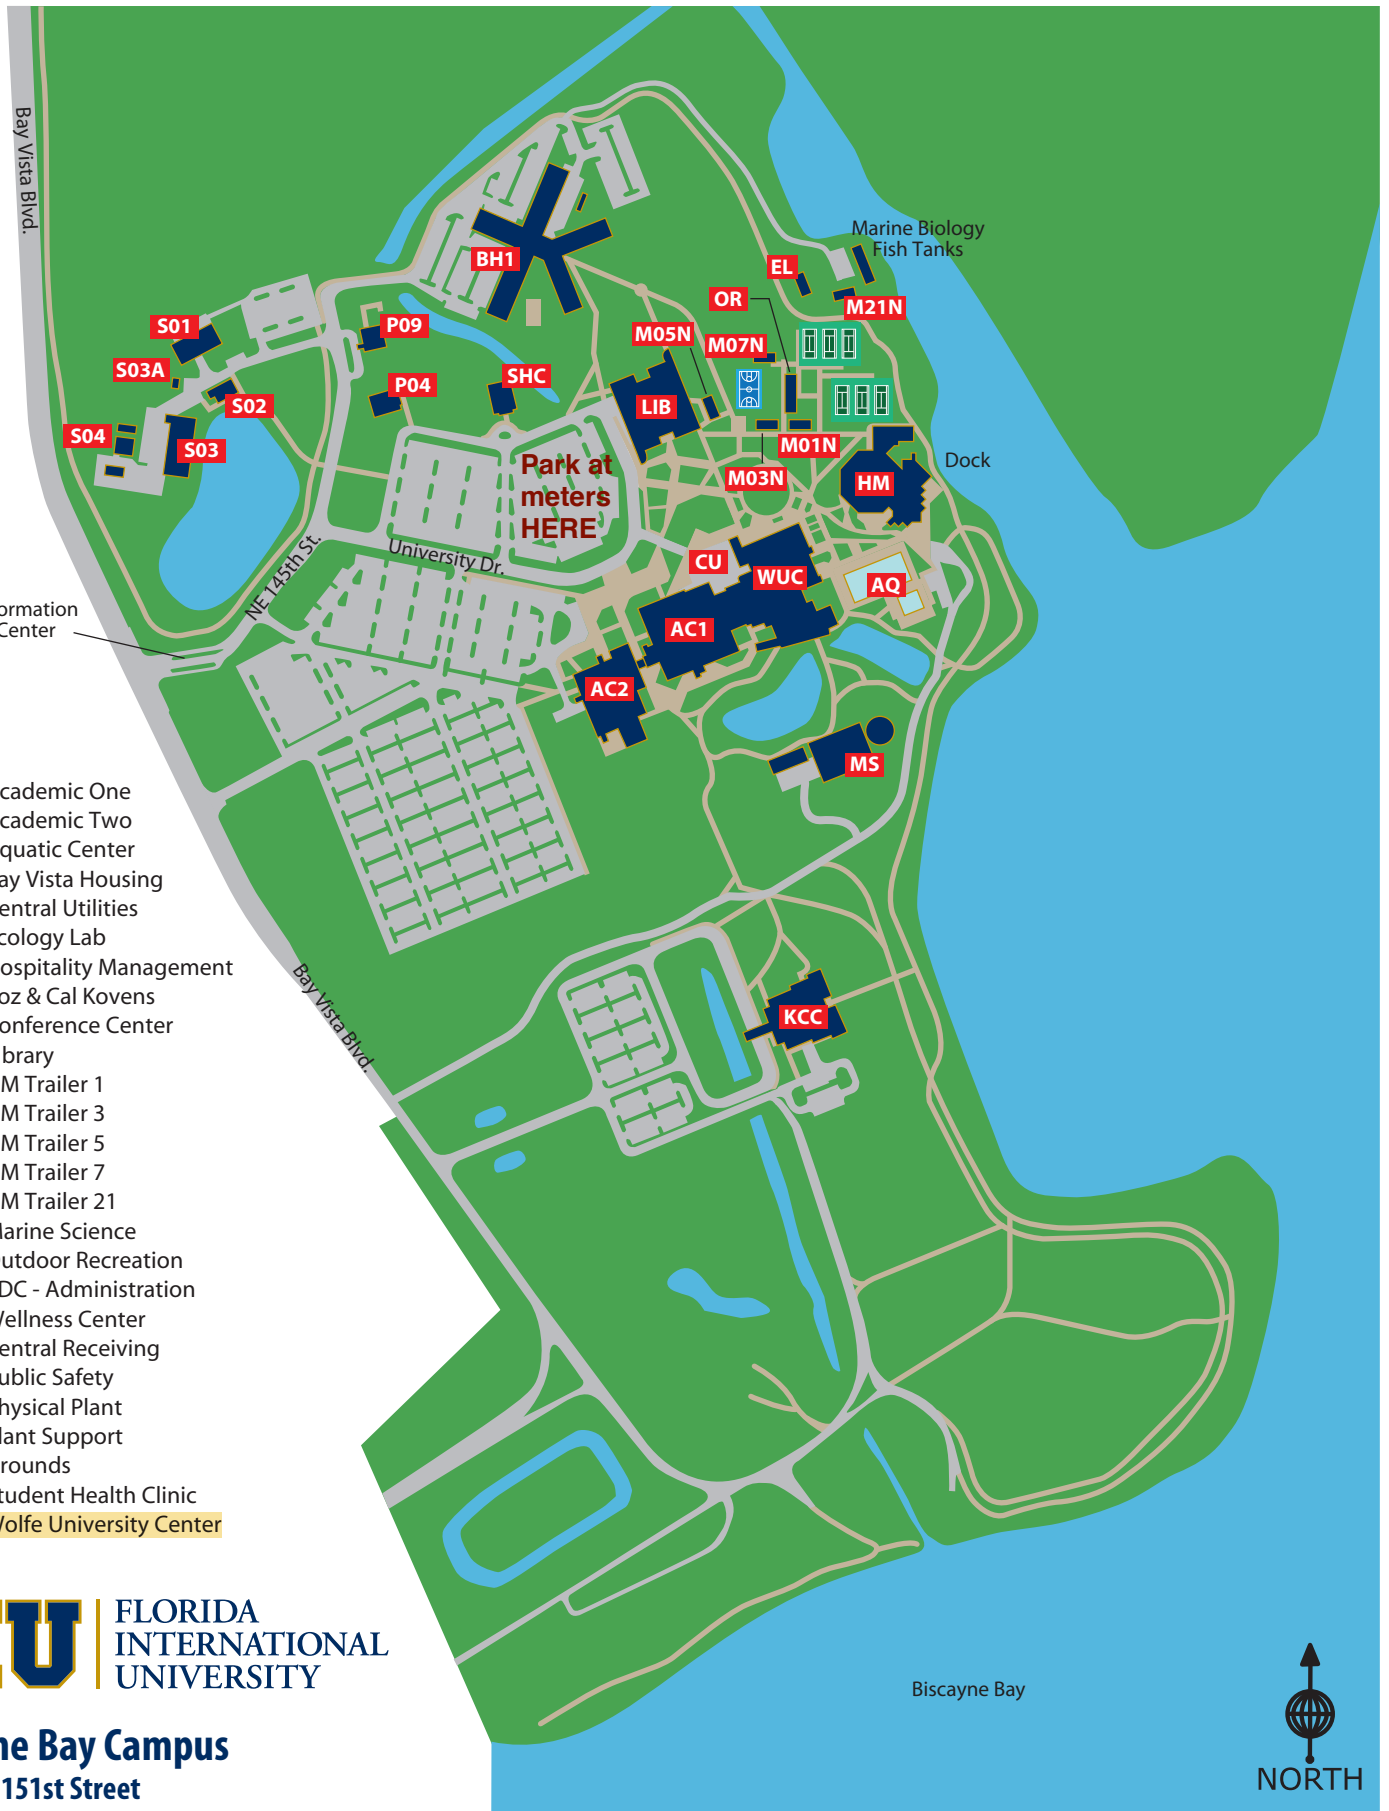 Bay Vista Blvd.
Marine Biology
Fish Tanks
BH1
EL
OR
M21N
S01
P09
M05N
M07N
S03A
P04
SHC
S02
LIB
S04
S03
M01N
Park at
meters
HERE
M03N
HM
Dock
University Dr.
NE 145th St.
CU
WUC
AQ
ormation
Center
AC1
AC2
MS
cademic One
cademic Two
quatic Center
ay Vista Housing
entral Utilities
cology Lab
ospitality Management
oz & Cal Kovens
onference Center
ibrary
M Trailer 1
M Trailer 3
M Trailer 5
M Trailer 7
M Trailer 21
Marine Science
utdoor Recreation
DC - Administration
Wellness Center
entral Receiving
ublic Safety
hysical Plant
lant Support
rounds
tudent Health Clinic
Wolfe University Center
Bay Vista Blvd.
KCC
U
FLORIDA
INTERNATIONAL
UNIVERSITY
ne Bay Campus
151st Street
Biscayne Bay
NORTH